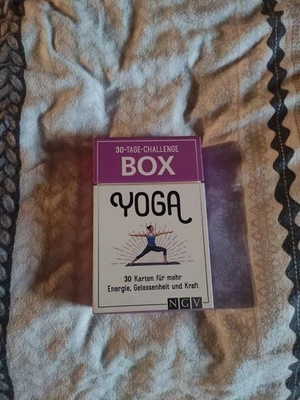 30-TAGE-CHALLENGE
BOX
YOGA
30 Karten für mehr
Energie, Gelassenheit und Kraft
NGV